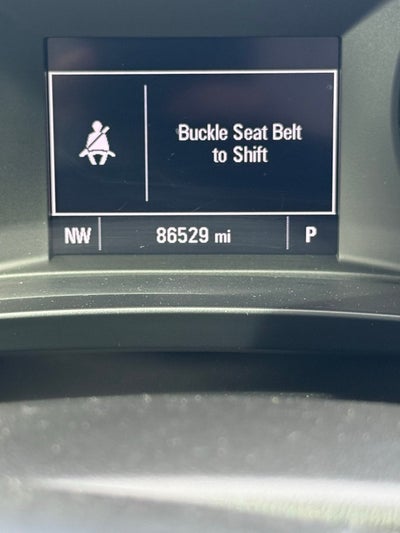 Buckle Seat Belt
to Shift
NW 86529 mi P